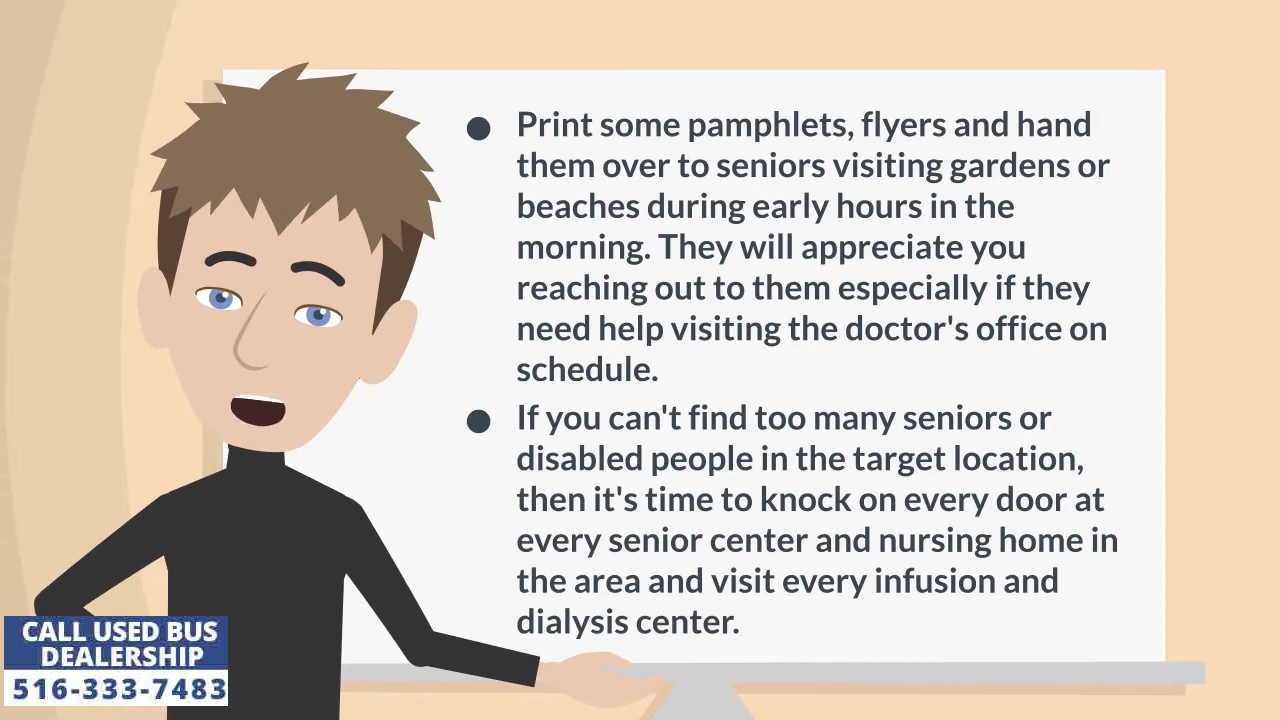 Print some pamphlets, flyers and hand
them over to seniors visiting gardens or
beaches during early hours in the
morning. They will appreciate you
reaching out to them especially if they
need help visiting the doctor's office on
schedule.
If you can't find too many seniors or
disabled people in the target location,
then it's time to knock on every door at
every senior center and nursing home in
the area and visit every infusion and
dialysis center.
CALL USED BUS
DEALERSHIP
516-333-7483